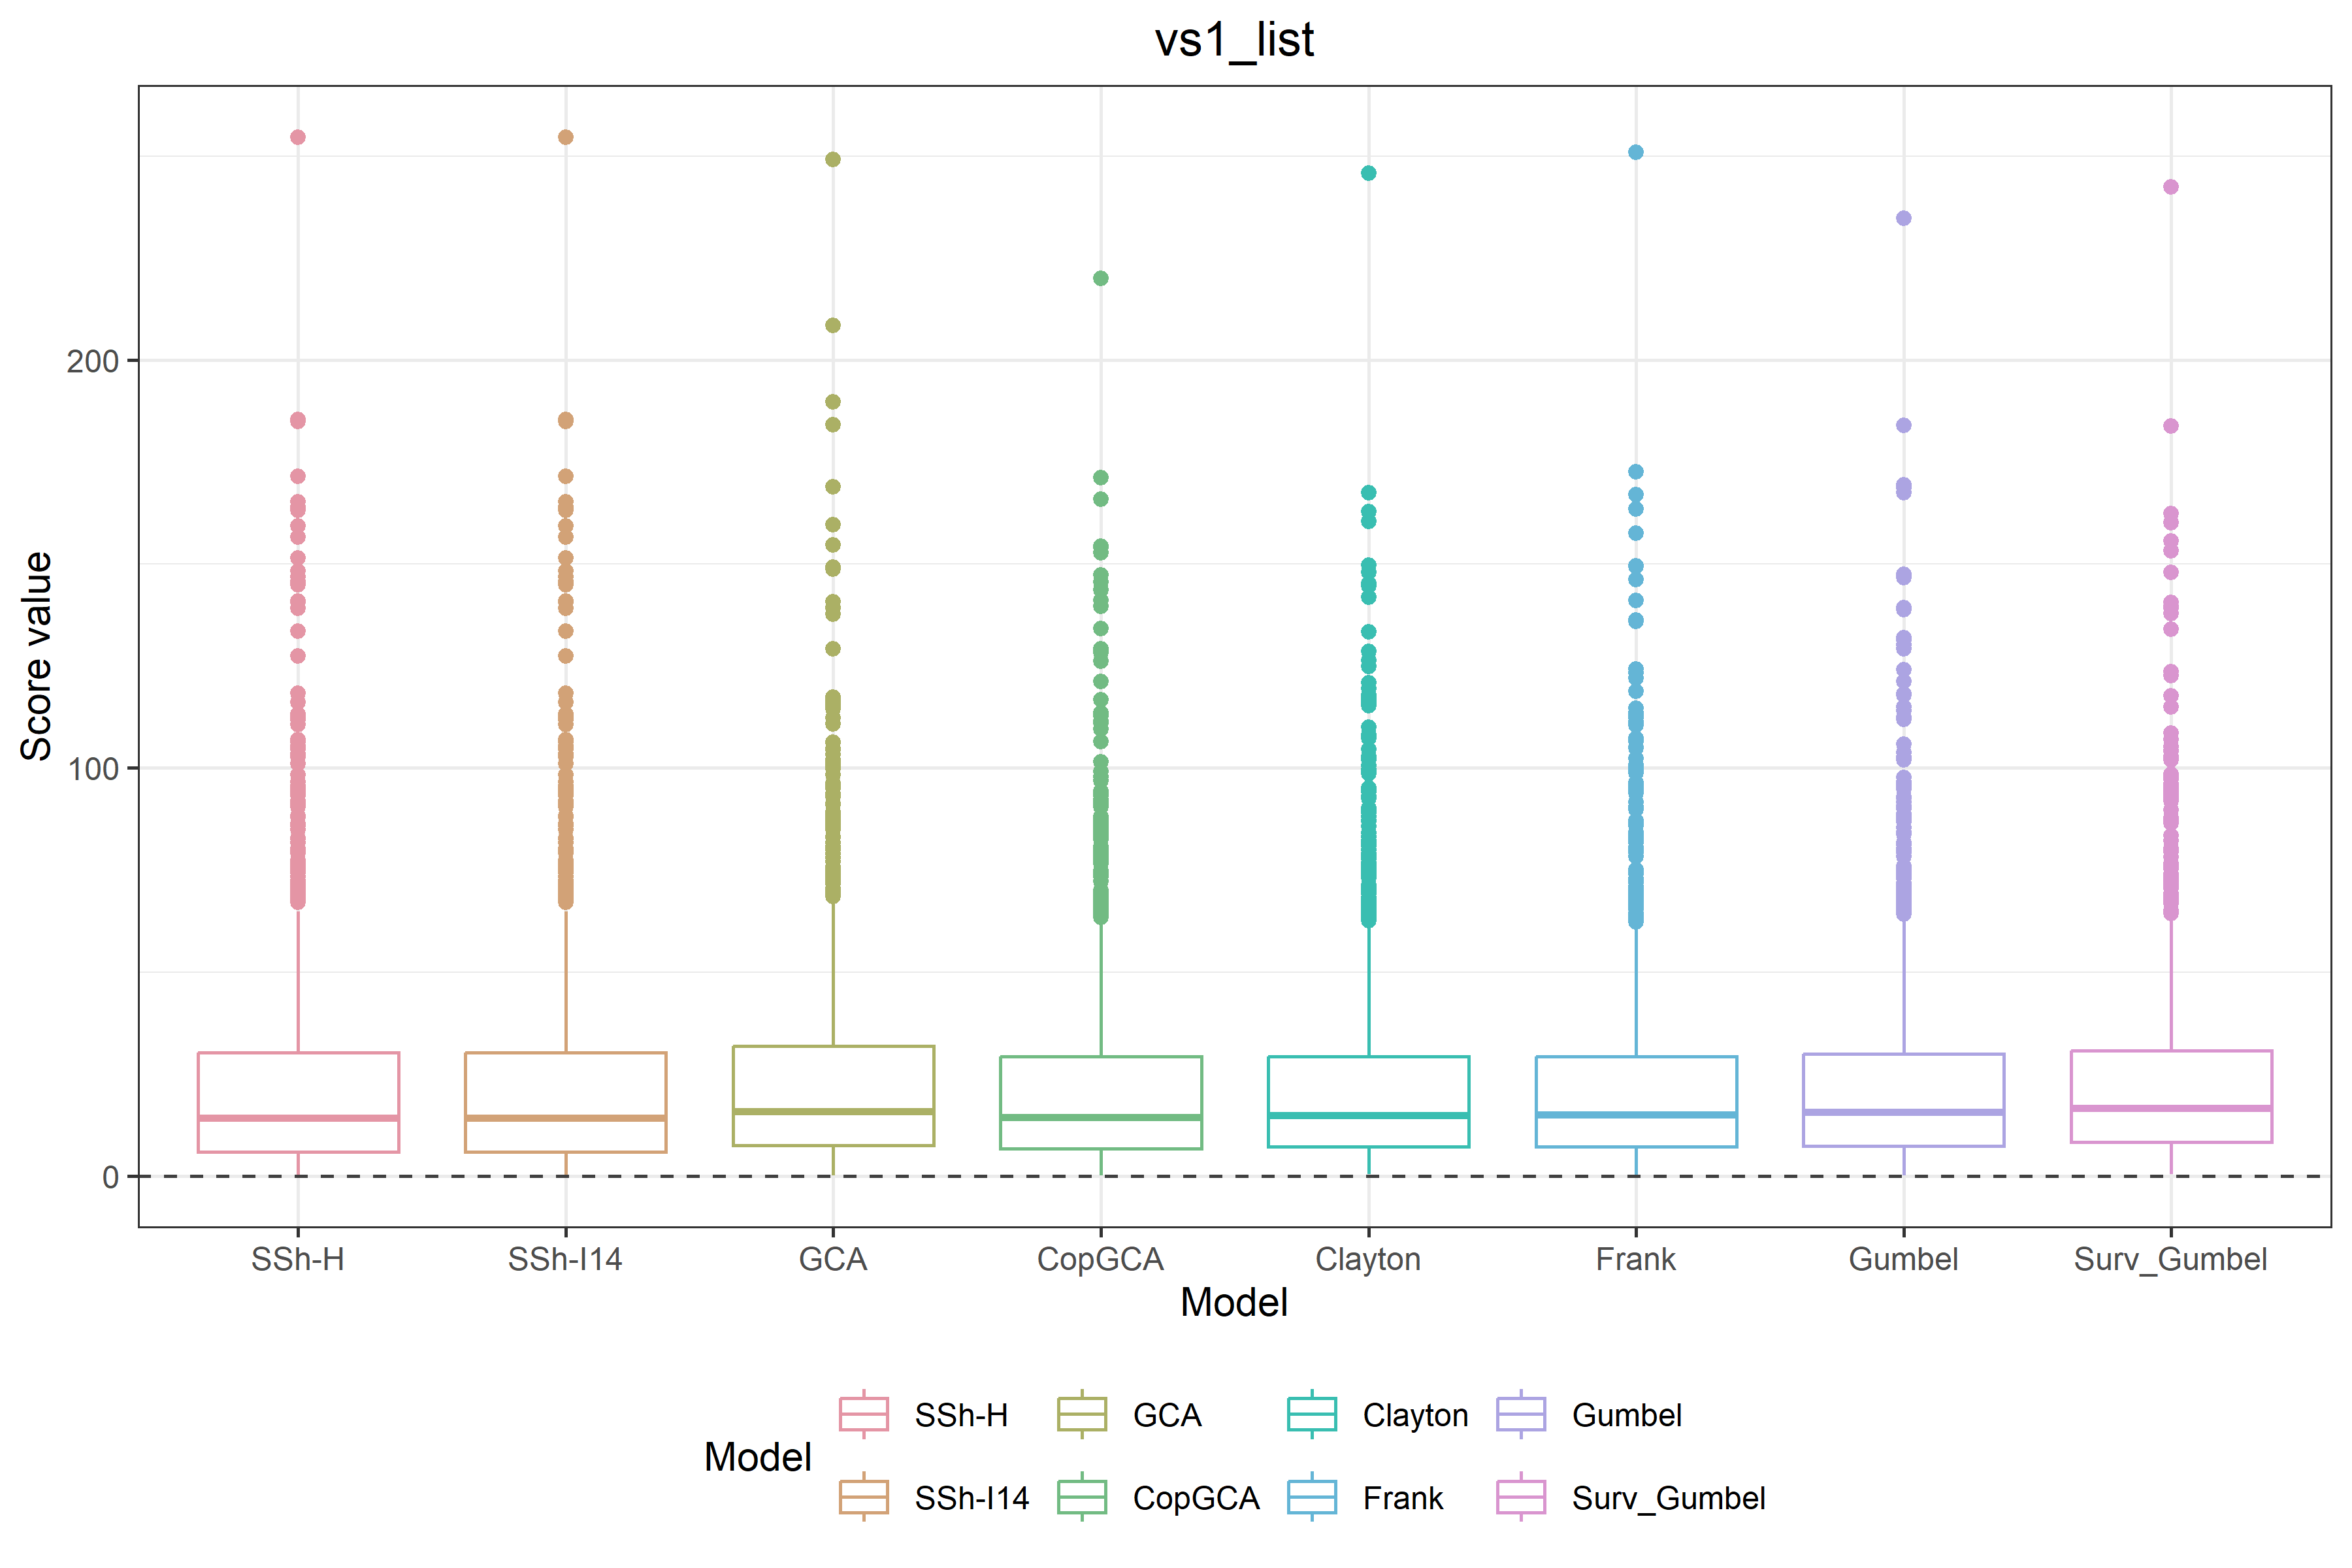 vs1_list
Score value
200
100
0
SSh-H SSh-I14 GCA CopGCA Clayton Frank Gumbel Surv_Gumbel
Model
Model
SSh-H GCA Clayton Gumbel
SSh-I14 CopGCA Frank Surv_Gumbel